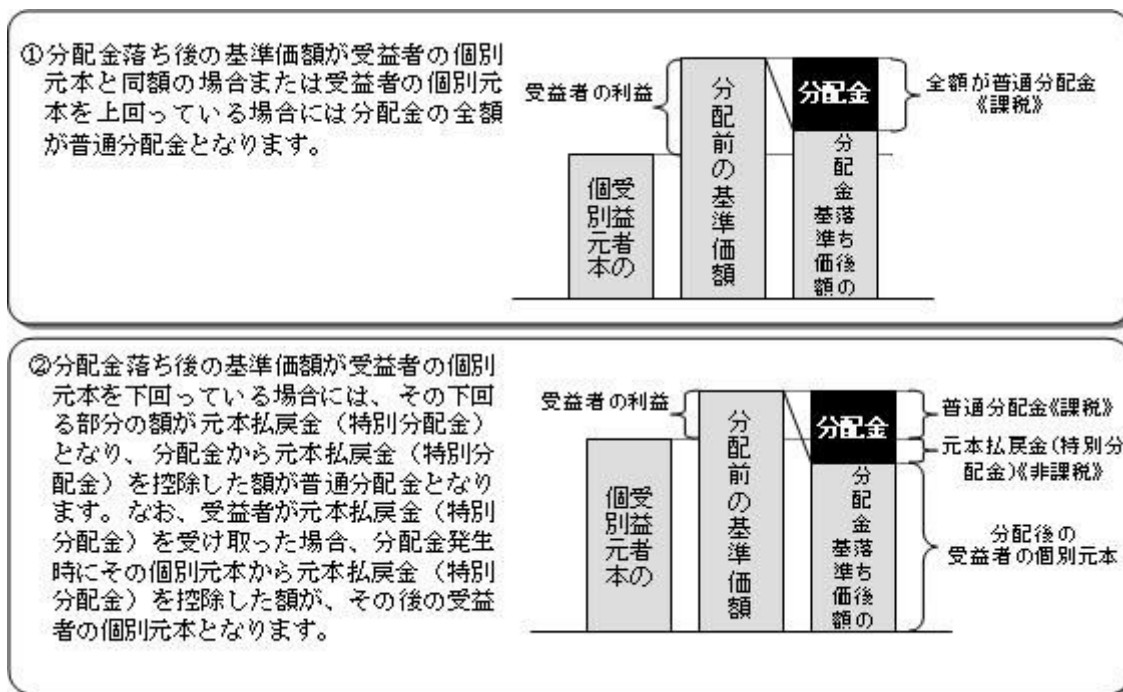 ①分配金落ち後の基準価額が受益者の個別
元本と同額の場合または受益者の個別元
本を上回っている場合には分配金の全額
が普通分配金となります。
受益者の利益
受益者の
個別元本
分配前の基準価額
分配金
分配金落ち後の
基準価額
全額が普通分配金
《課税》
②分配金落ち後の基準価額が受益者の個別
元本を下回っている場合には、その下回
る部分の額が元本払戻金（特別分配金）
となり、分配金から元本払戻金（特別分
配金）を控除した額が普通分配金となり
ます。なお、受益者が元本払戻金（特別
分配金）を受け取った場合、分配金発生
時にその個別元本から元本払戻金（特別
分配金）を控除した額が、その後の受益
者の個別元本となります。
受益者の利益
受益者の
個別元本
分配前の基準価額
分配金
分配金落ち後の
基準価額
普通分配金《課税》
元本払戻金(特別分
配金)《非課税》
分配後の
受益者の個別元本